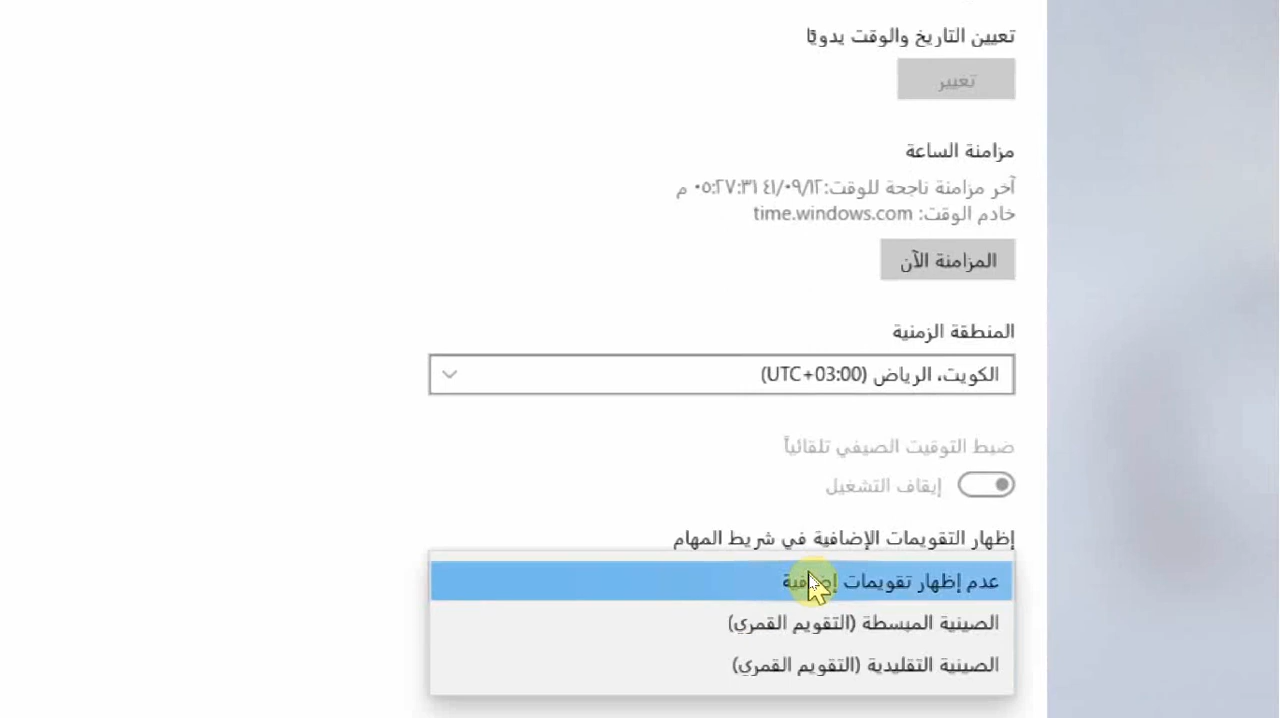 تعيين التاريخ والوقت يدويًا
تغيير
مزامنة الساعة
آخر مزامنة ناجحة للوقت:٤١/٠٩/١٢ ٠٥:٢٧:٣١ م
خادم الوقت: time.windows.com
المزامنة الآن
المنطقة الزمنية
الكويت، الرياض (UTC+03:00)
ضبط التوقيت الصيفي تلقائياً
إيقاف التشغيل
إظهار التقويمات الإضافية في شريط المهام
عدم إظهار تقويمات إضافية
الصينية المبسطة (التقويم القمري)
الصينية التقليدية (التقويم القمري)